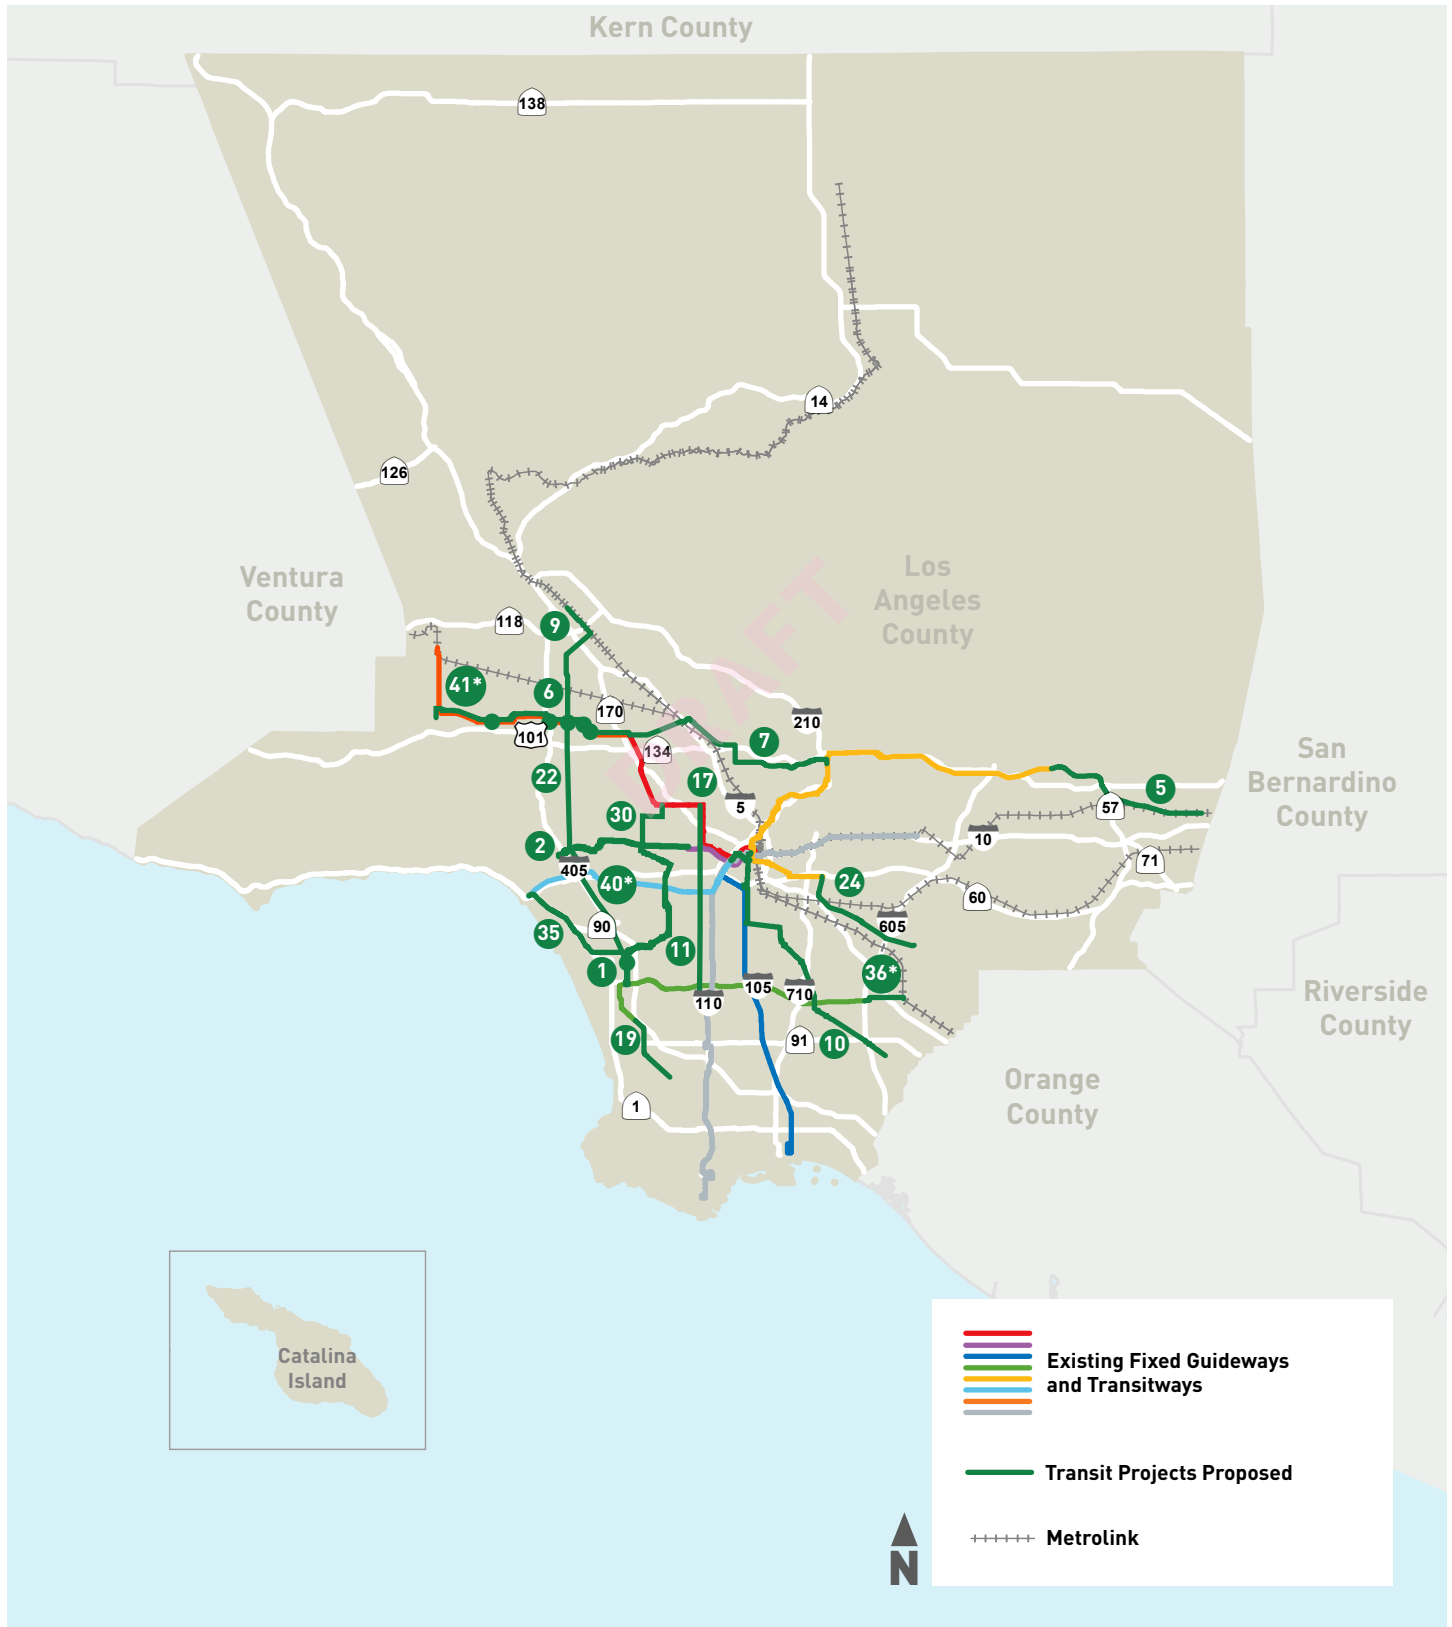 Kern County
138
14
126
Ventura
County
Los
Angeles
County
118
9
DRAFT
41*
6
170
210
101
134
7
San
Bernardino
County
22
17
5
5
57
30
10
2
71
405
40*
24
60
35
90
605
11
1
36*
105
710
110
Riverside
County
19
91
10
Orange
County
1
Catalina
Island
Existing Fixed Guideways
and Transitways
Transit Projects Proposed
Metrolink
N